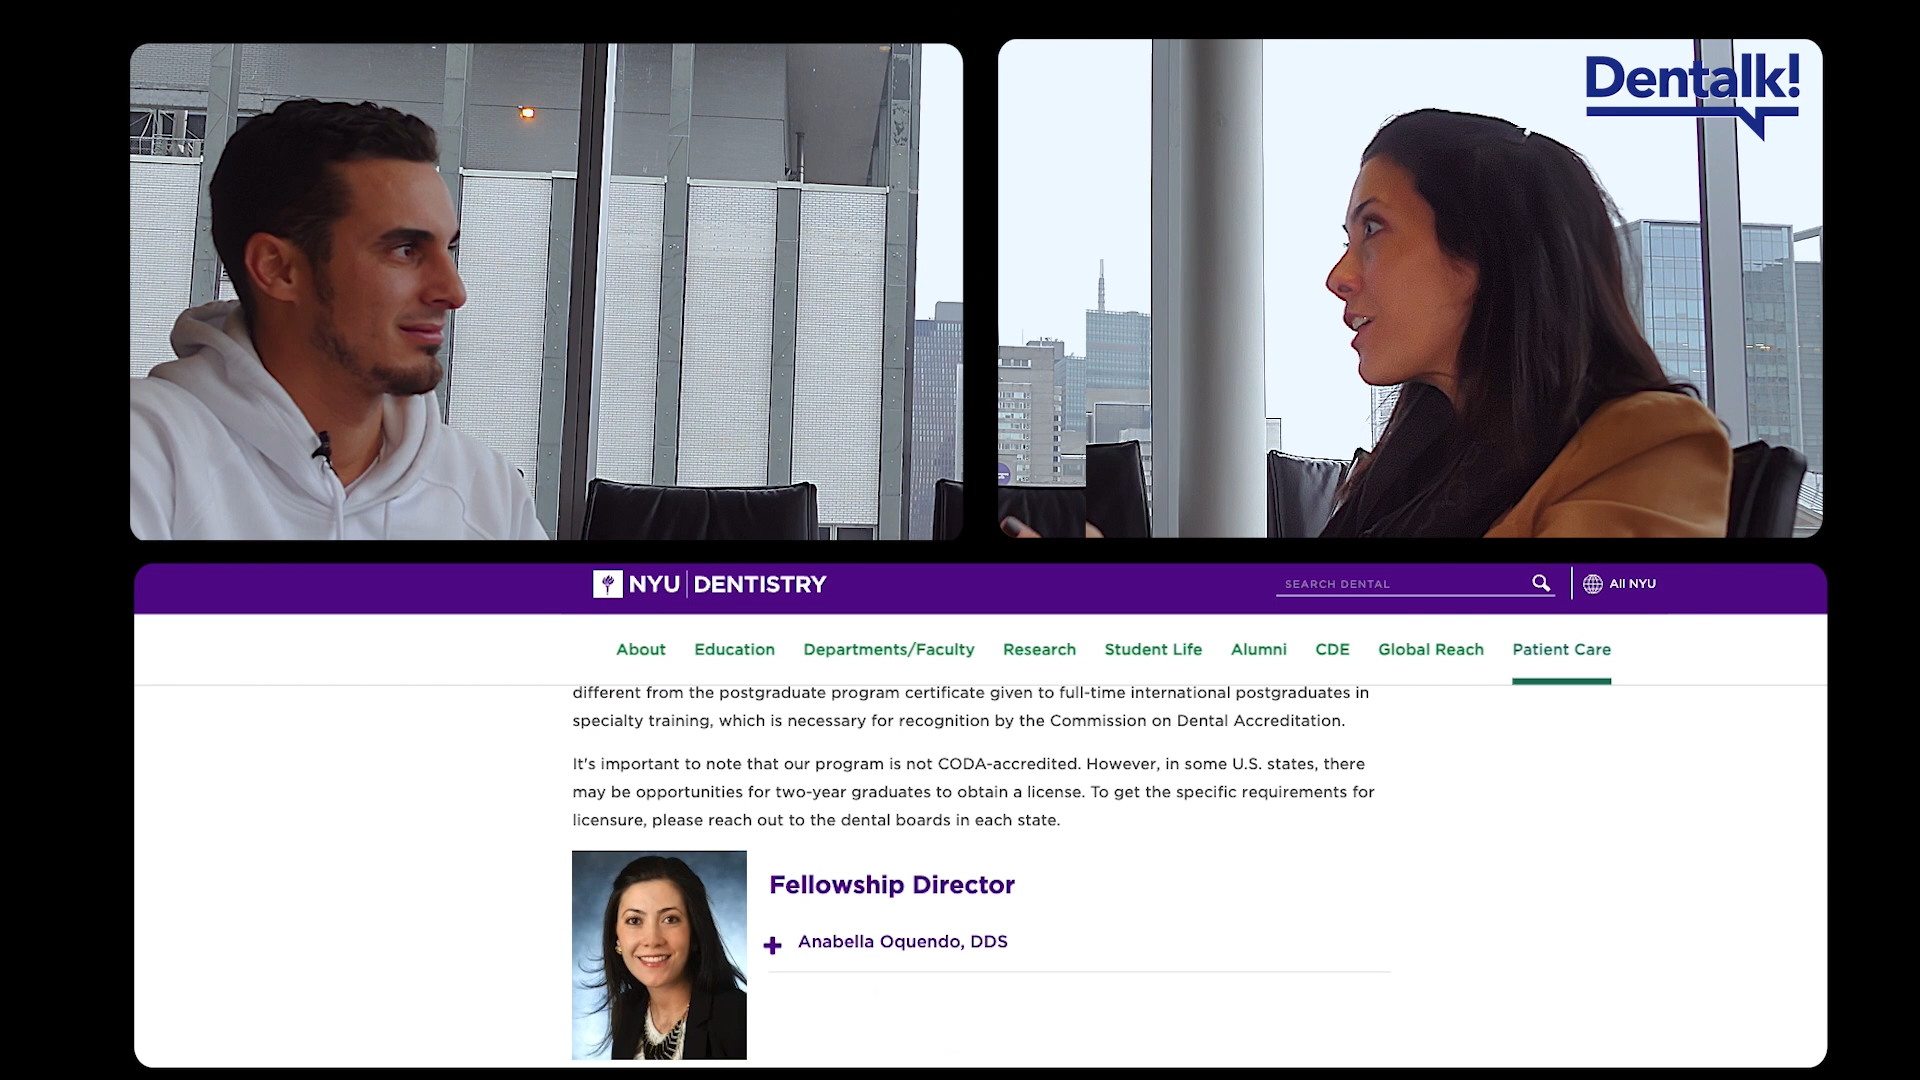 Dentalk!
NYU DENTISTRY
SEARCH DENTAL
All NYU
About Education Departments/Faculty Research Student Life Alumni CDE Global Reach Patient Care
different from the postgraduate program certificate given to full-time international postgraduates in
specialty training, which is necessary for recognition by the Commission on Dental Accreditation.
It's important to note that our program is not CODA-accredited. However, in some U.S. states, there
may be opportunities for two-year graduates to obtain a license. To get the specific requirements for
licensure, please reach out to the dental boards in each state.
Fellowship Director
+ Anabella Oquendo, DDS